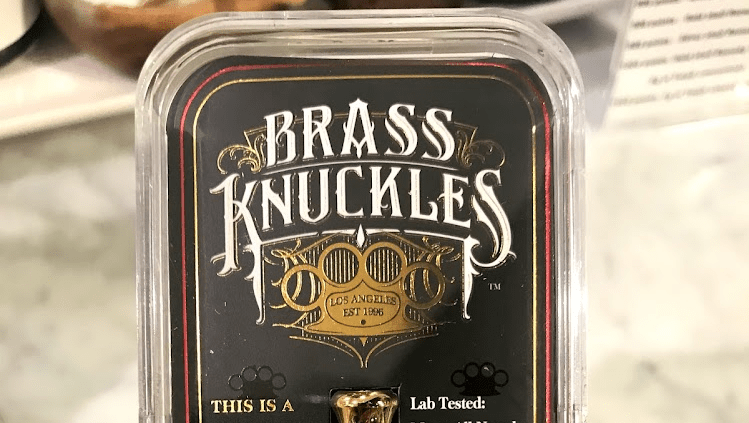 BRASS
KNUCKLES
TM
LOS ANGELES
EST 1996
THIS IS A
Lab Tested: